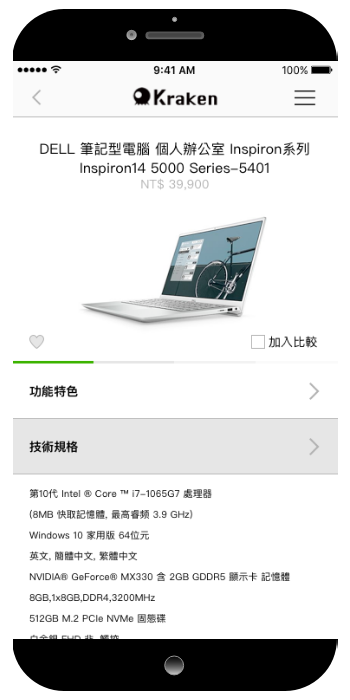 9:41 AM 100%
Kraken
DELL 筆記型電腦 個人辦公室 Inspiron系列
Inspiron14 5000 Series-5401
NT$ 39,900
加入比較
功能特色
技術規格
第10代 Intel ® Core ™ i7-1065G7 處理器
(8MB 快取記憶體, 最高睿頻 3.9 GHz)
Windows 10 家用版 64位元
英文, 簡體中文, 繁體中文
NVIDIA® GeForce® MX330 含 2GB GDDR5 顯示卡 記憶體
8GB,1x8GB,DDR4,3200MHz
512GB M.2 PCIe NVMe 固態碟